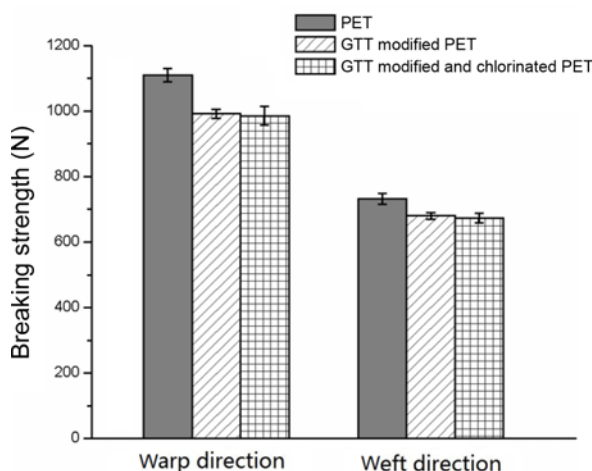 PET
GTT modified PET
GTT modified and chlorinated PET
1200
1000
800
600
400
200
0
Breaking strength (N)
Warp direction
Weft direction